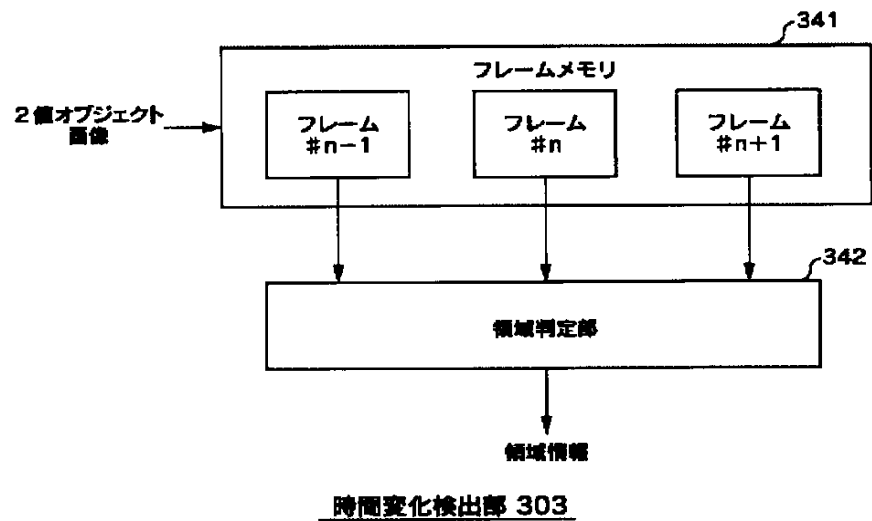 341
フレームメモリ
2値オブジェクト
画像
フレーム
#n-1
フレーム
#n
フレーム
#n+1
342
領域判定部
領域情報
時間変化検出部 303